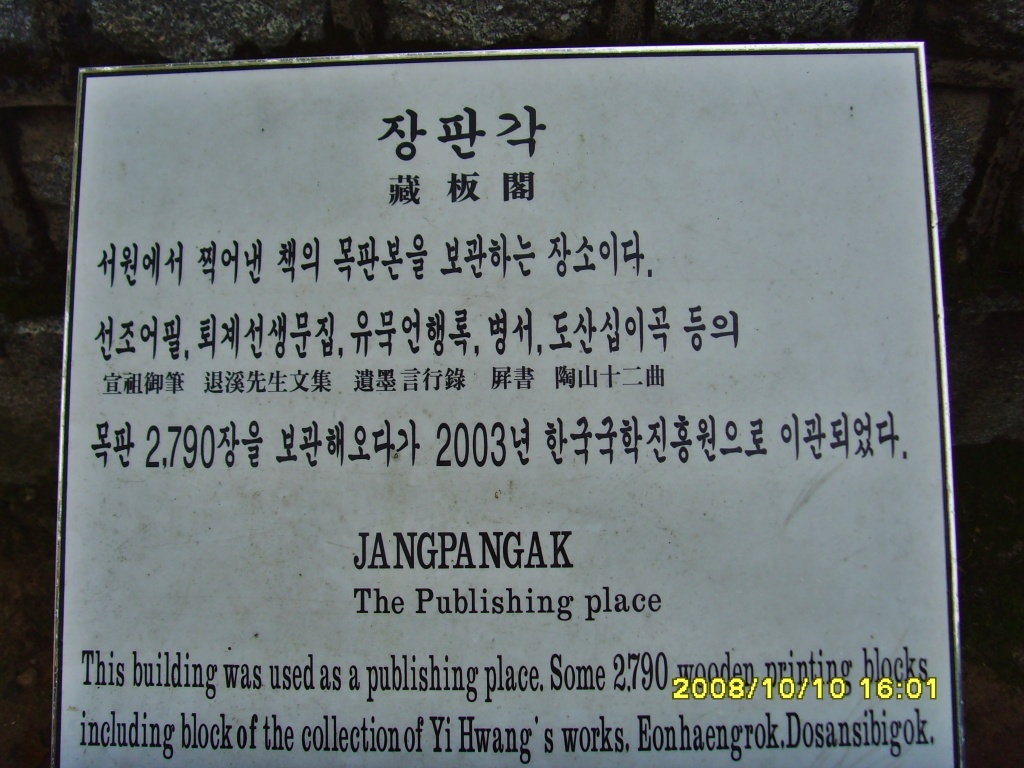 장판각
藏板閣
서원에서 찍어낸 책의 목판본을 보관하는 장소이다.
선조어필, 퇴계선생문집, 유묵언행록, 병서, 도산십이곡 등의
宣祖御筆 退溪先生文集 遺墨言行錄 屛書 陶山十二曲
목판 2,790장을 보관해오다가 2003년 한국국학진흥원으로 이관되었다.
JANGPANGAK
The Publishing place
This building was used as a publishing place. Some 2,790 wooden printing blocks
2008/10/10 16:01
including block of the collection of Yi Hwang's works. Eonhaengrok.Dosansibigok.